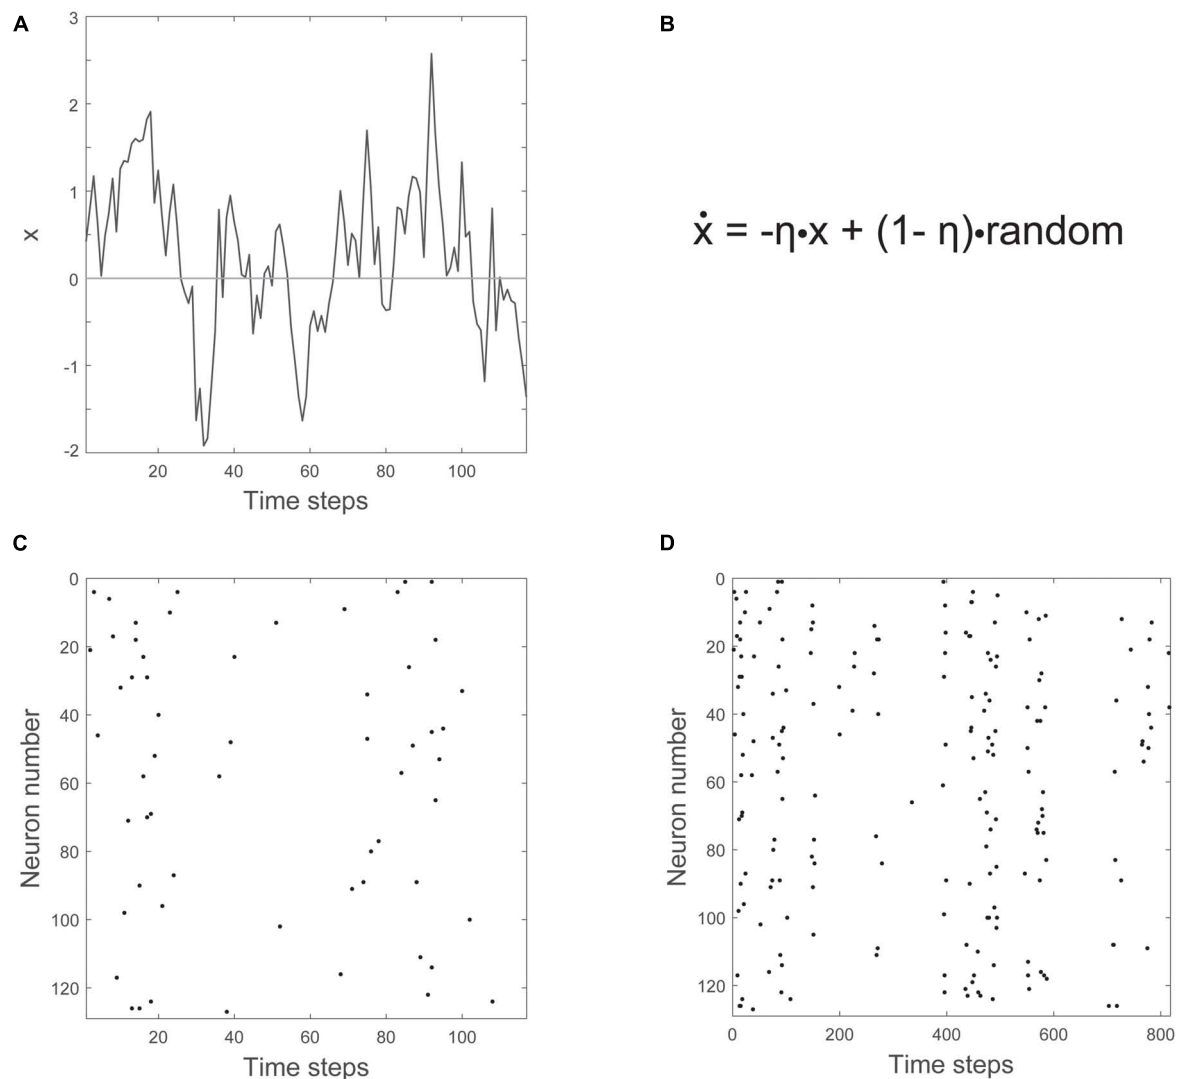 A
3
2
1
0
-1
-2
x
20 40 60 80 100
Time steps
B
ẋ = -η•x + (1- η)•random
C
0
20
40
60
80
100
120
Neuron number
20 40 60 80 100
Time steps
D
0
20
40
60
80
100
120
Neuron number
0 200 400 600 800
Time steps